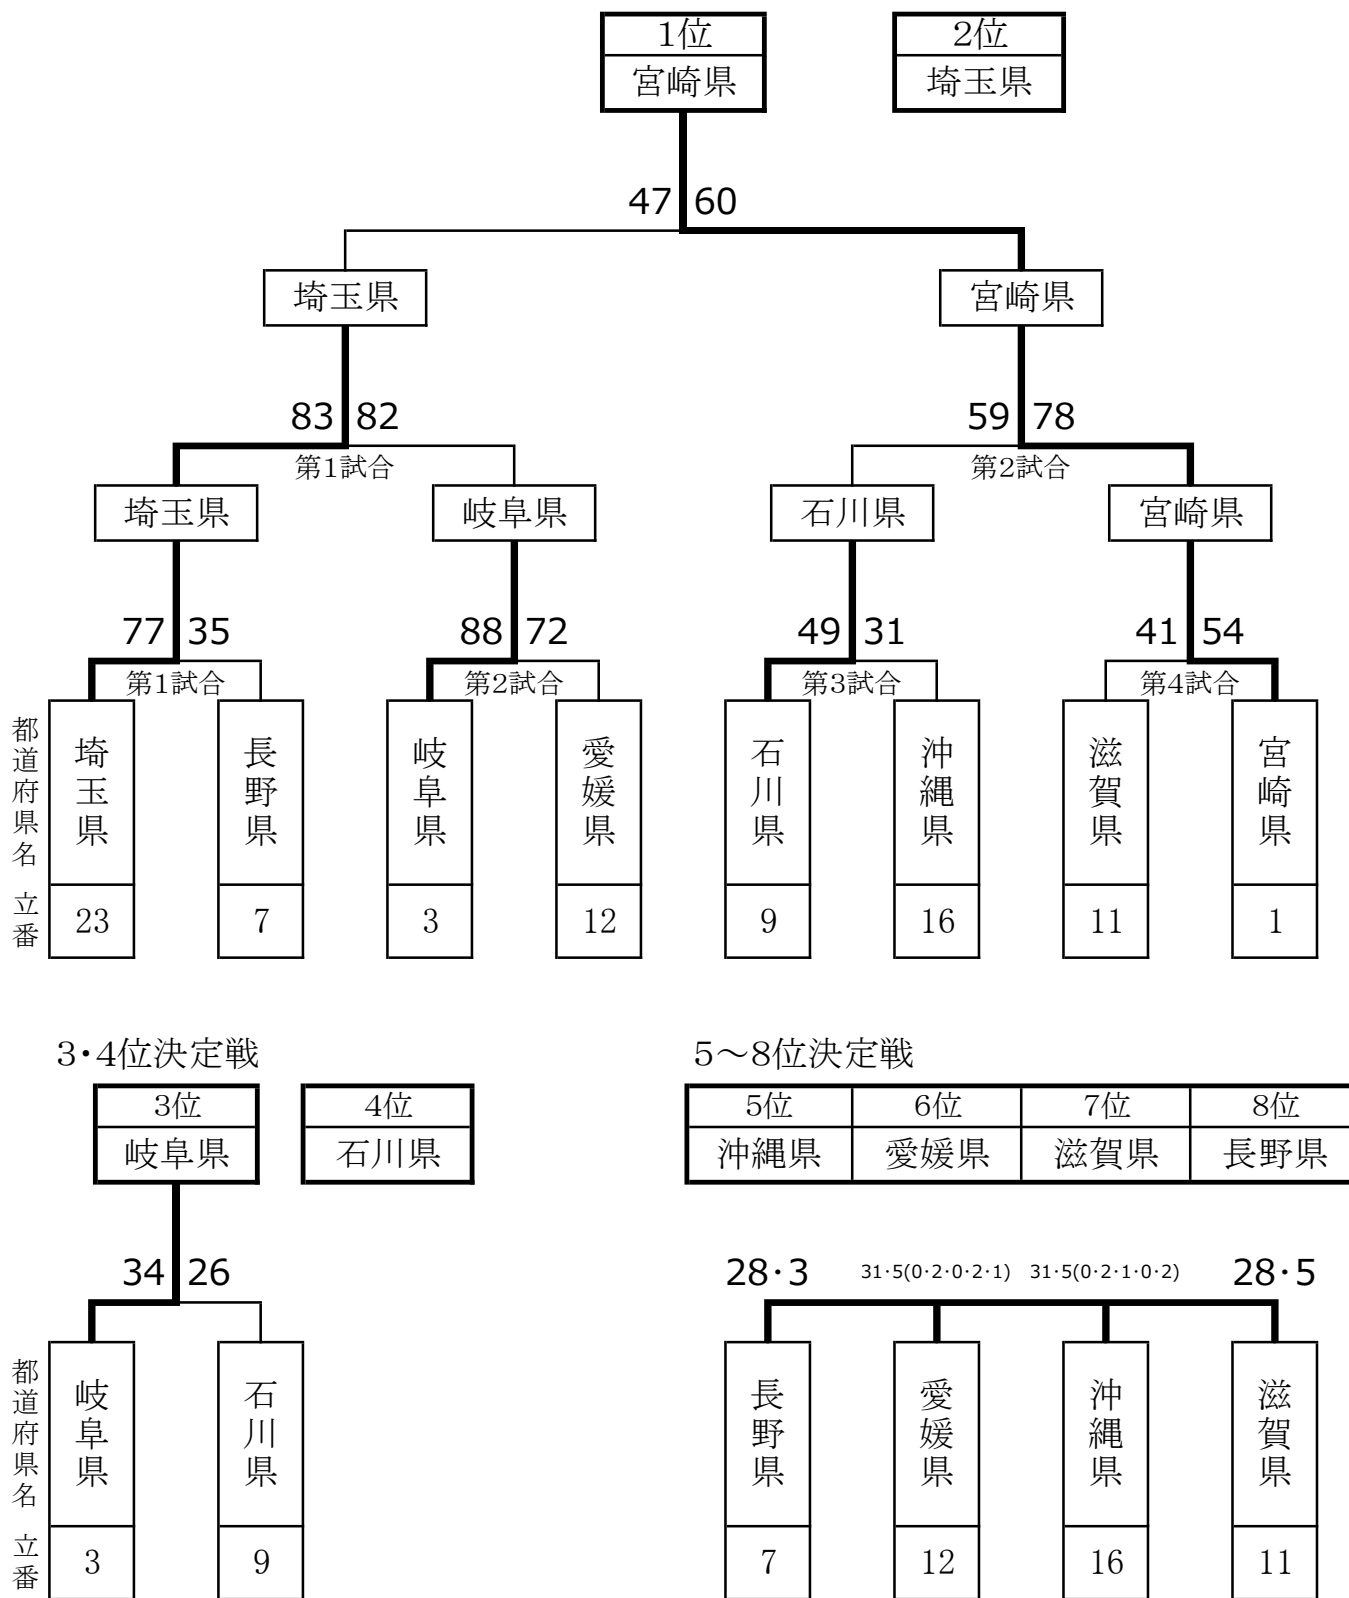 1位 2位
宮崎県 埼玉県
47 60
埼玉県 宮崎県
83 82 59 78
第1試合 第2試合
埼玉県 岐阜県 石川県 宮崎県
77 35 88 72 49 31 41 54
第1試合 第2試合 第3試合 第4試合
都道府県名 埼玉県 長野県 岐阜県 愛媛県 石川県 沖縄県 滋賀県 宮崎県
立番 23 7 3 12 9 16 11 1
3・4位決定戦 5～8位決定戦
3位 4位 5位 6位 7位 8位
岐阜県 石川県 沖縄県 愛媛県 滋賀県 長野県
34 26 28・3 31・5(0・2・0・2・1) 31・5(0・2・1・0・2) 28・5
都道府県名 岐阜県 石川県 長野県 愛媛県 沖縄県 滋賀県
立番 3 9 7 12 16 11